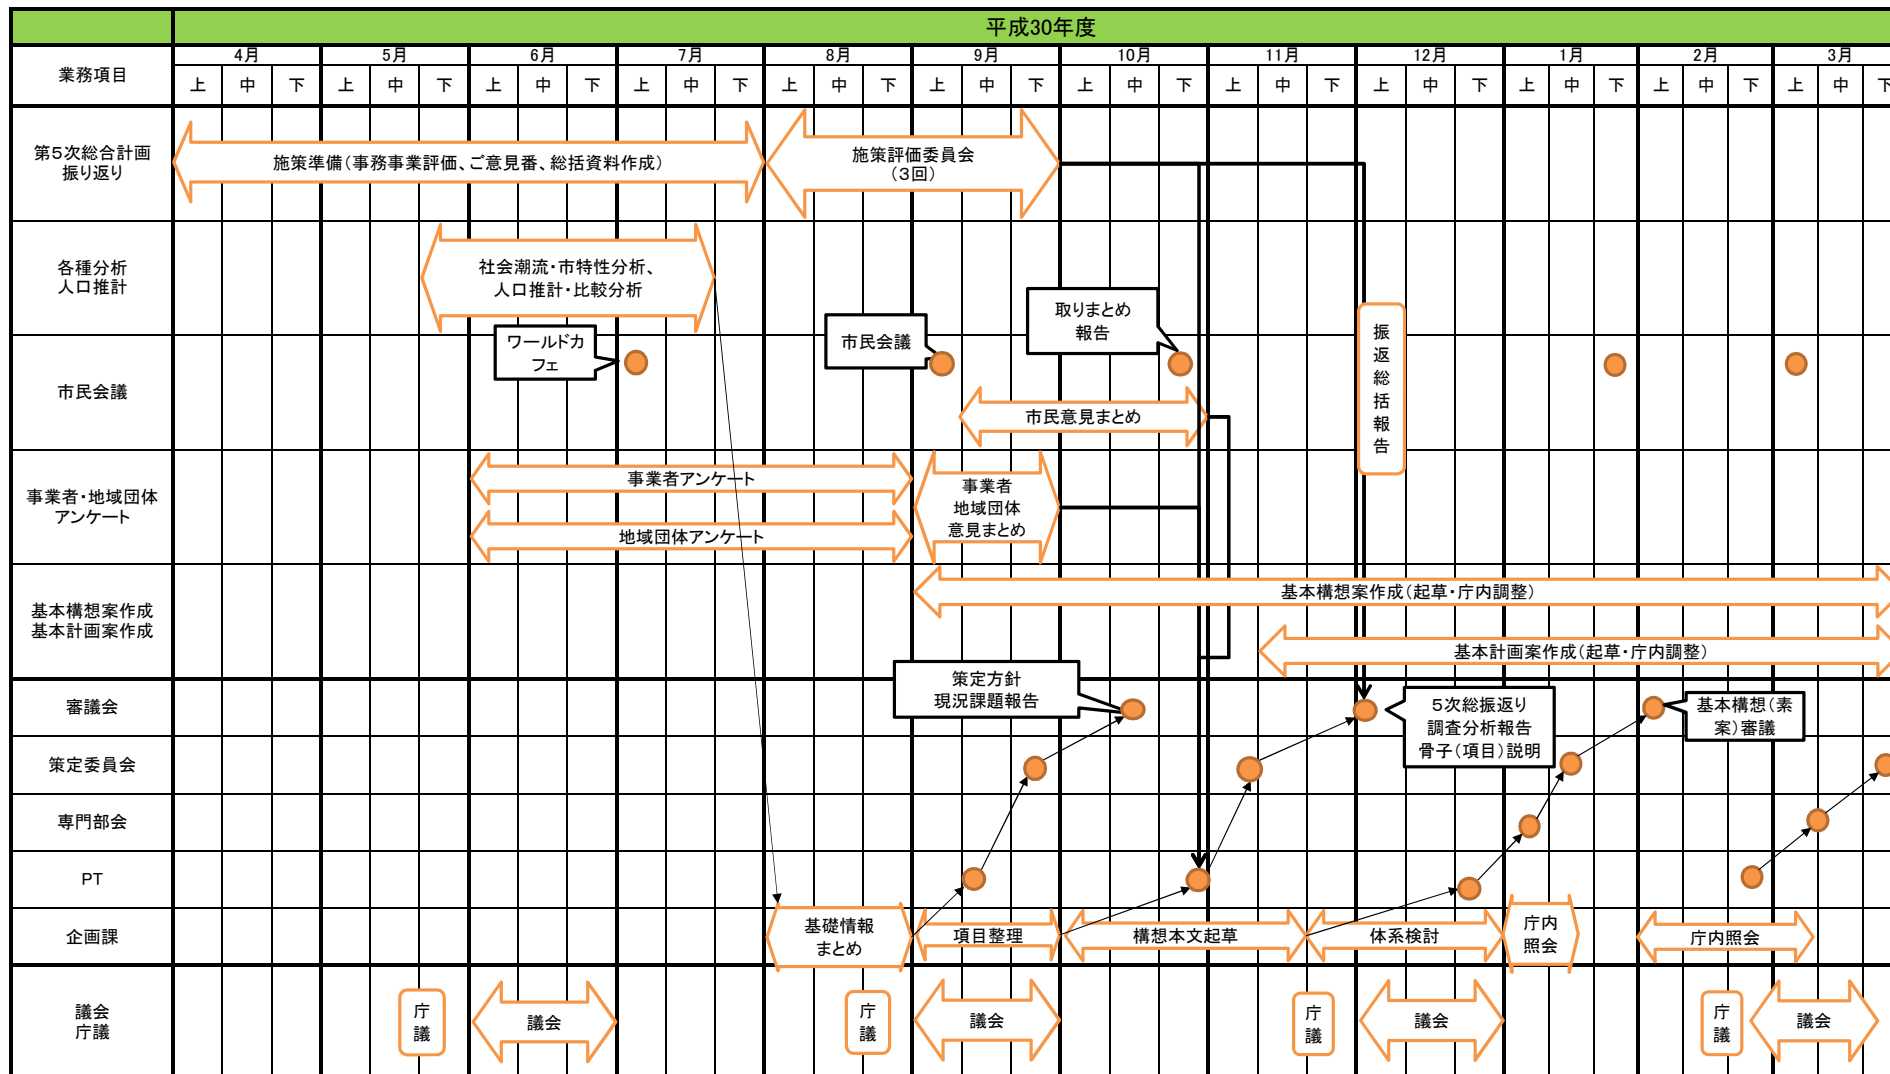 平成30年度
業務項目
4月 5月 6月 7月 8月 9月 10月 11月 12月 1月 2月 3月
上 中 下 上 中 下 上 中 下 上 中 下 上 中 下 上 中 下 上 中 下 上 中 下 上 中 下 上 中 下 上 中 下 上 中 下
第5次総合計画
振り返り
施策準備(事務事業評価、ご意見番、総括資料作成)
施策評価委員会
(3回)
各種分析
人口推計
社会潮流・市特性分析、
人口推計・比較分析
市民会議
ワールドカ
フェ
市民会議
取りまとめ
報告
市民意見まとめ
振
返
総
括
報
告
事業者・地域団体
アンケート
事業者アンケート
地域団体アンケート
事業者
地域団体
意見まとめ
基本構想案作成
基本計画案作成
基本構想案作成(起草・庁内調整)
基本計画案作成(起草・庁内調整)
審議会
策定方針
現況課題報告
5次総振返り
調査分析報告
骨子(項目)説明
基本構想(素
案)審議
策定委員会
専門部会
PT
企画課
基礎情報
まとめ
項目整理
構想本文起草
体系検討
庁内
照会
庁内照会
議会
庁議
庁
議
議会
庁
議
議会
庁
議
議会
庁
議
議会